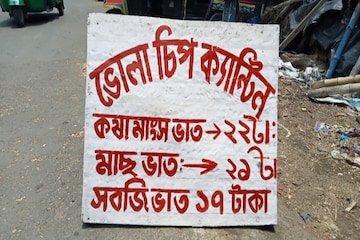 ভোলা চিপ ক্যান্টিন
কষা মাংস ভাত → ২২টা:
মাছ ভাত: → ২১ টা
সবজি ভাত ১৭ টাকা